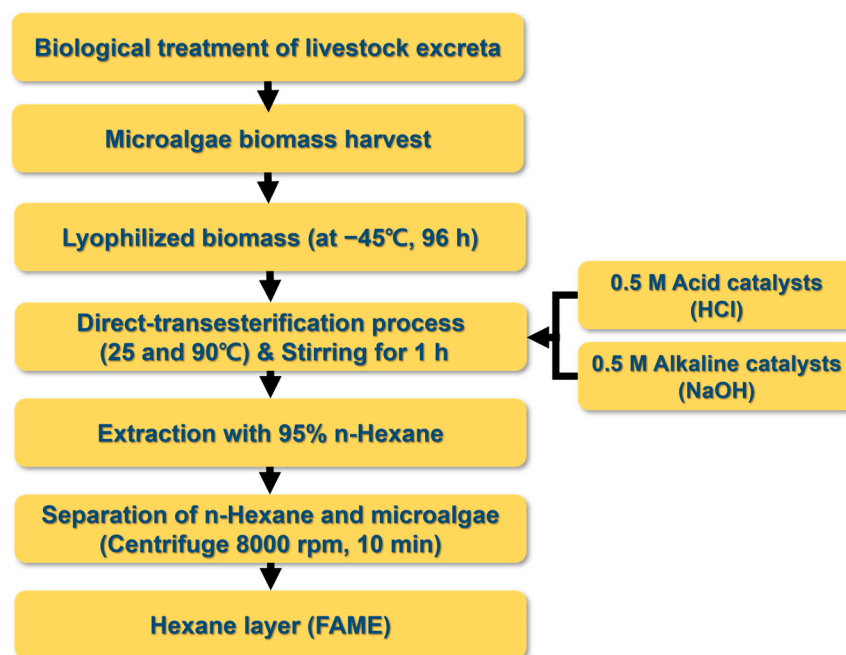 Biological treatment of livestock excreta
Microalgae biomass harvest
Lyophilized biomass (at −45℃, 96 h)
Direct-transesterification process
(25 and 90℃) & Stirring for 1 h
0.5 M Acid catalysts
(HCl)
0.5 M Alkaline catalysts
(NaOH)
Extraction with 95% n-Hexane
Separation of n-Hexane and microalgae
(Centrifuge 8000 rpm, 10 min)
Hexane layer (FAME)